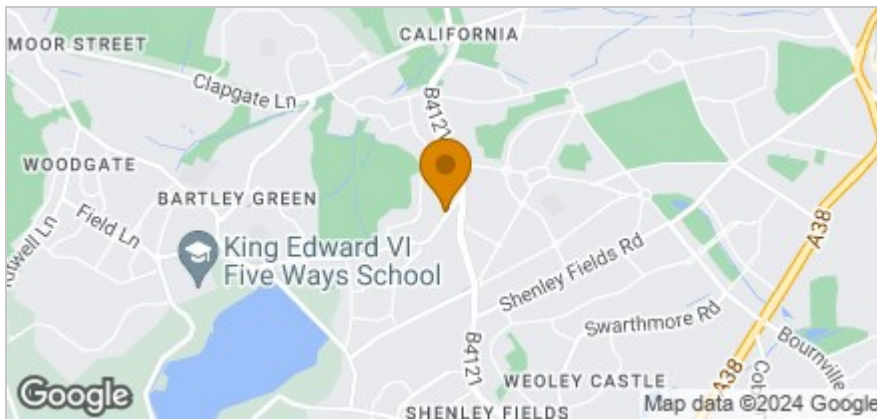 CALIFORNIA
MOOR STREET
Clapgate Ln
B4121
WOODGATE
BARTLEY GREEN
Field Ln
King Edward VI
Five Ways School
Shenley Fields Rd
A38
Swarthmore Rd
Bournville
B4121
WEOLEY CASTLE
A38
SHENLEY FIELDS
Google
Map data ©2024 Google